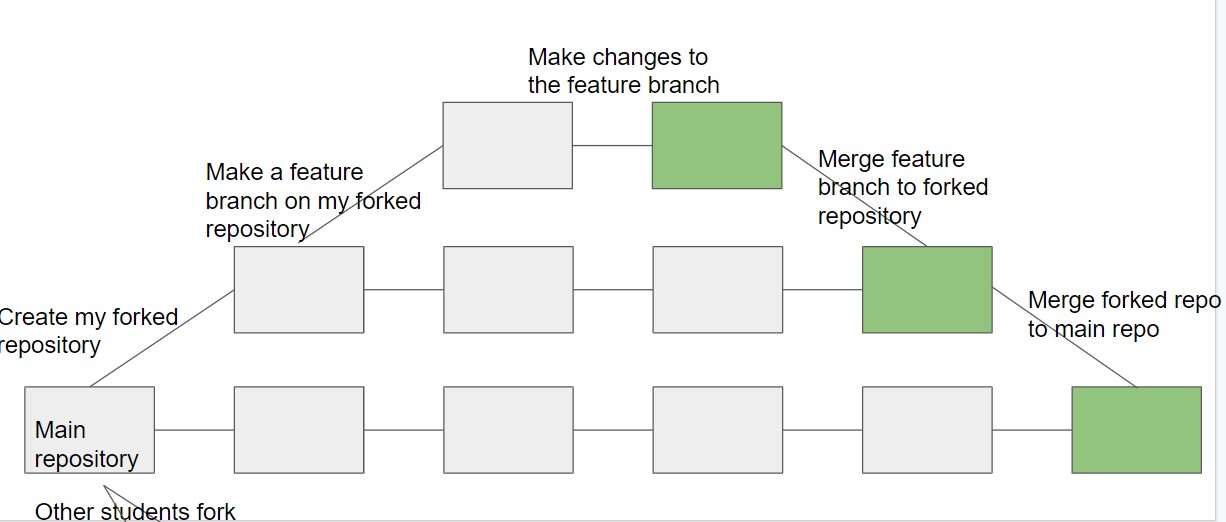 Make changes to
the feature branch
Make a feature
branch on my forked
repository
Merge feature
branch to forked
repository
Create my forked
repository
Merge forked repo
to main repo
Main
repository
Other students fork